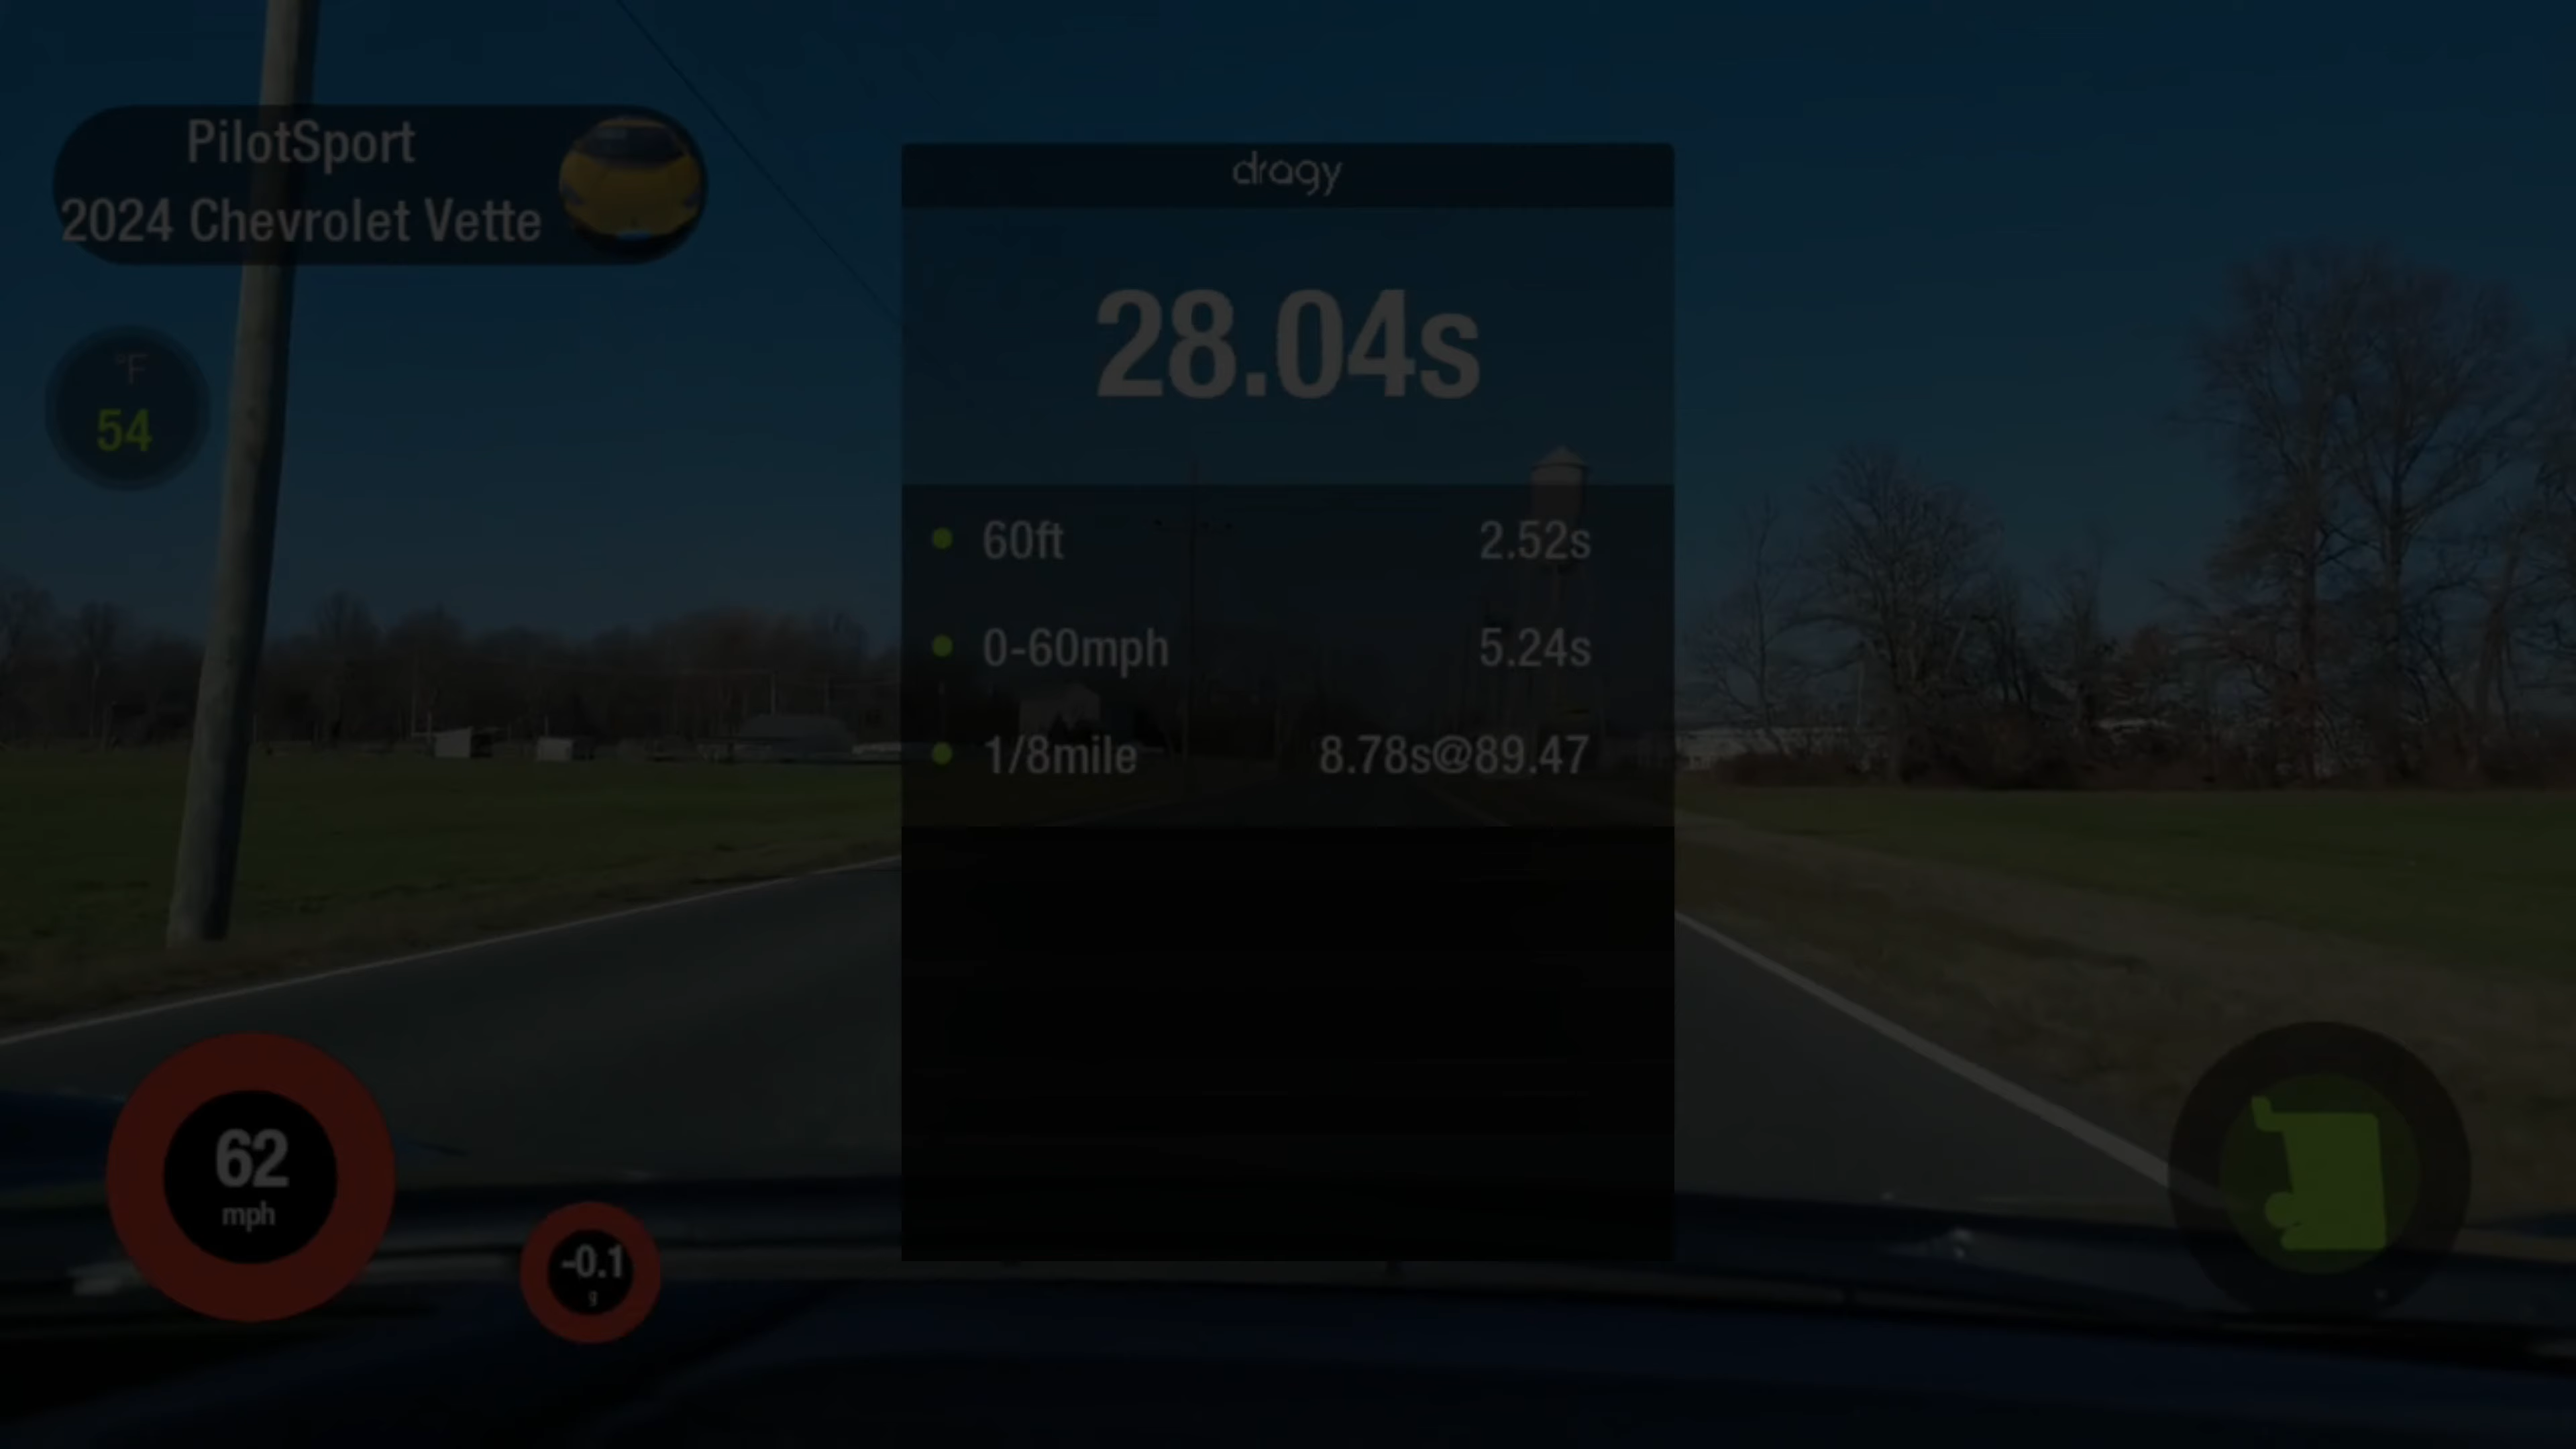 PilotSport
2024 Chevrolet Vette
°F
54
dragy
28.04s
60ft 2.52s
0-60mph 5.24s
1/8mile 8.78s@89.47
62
mph
-0.1
g